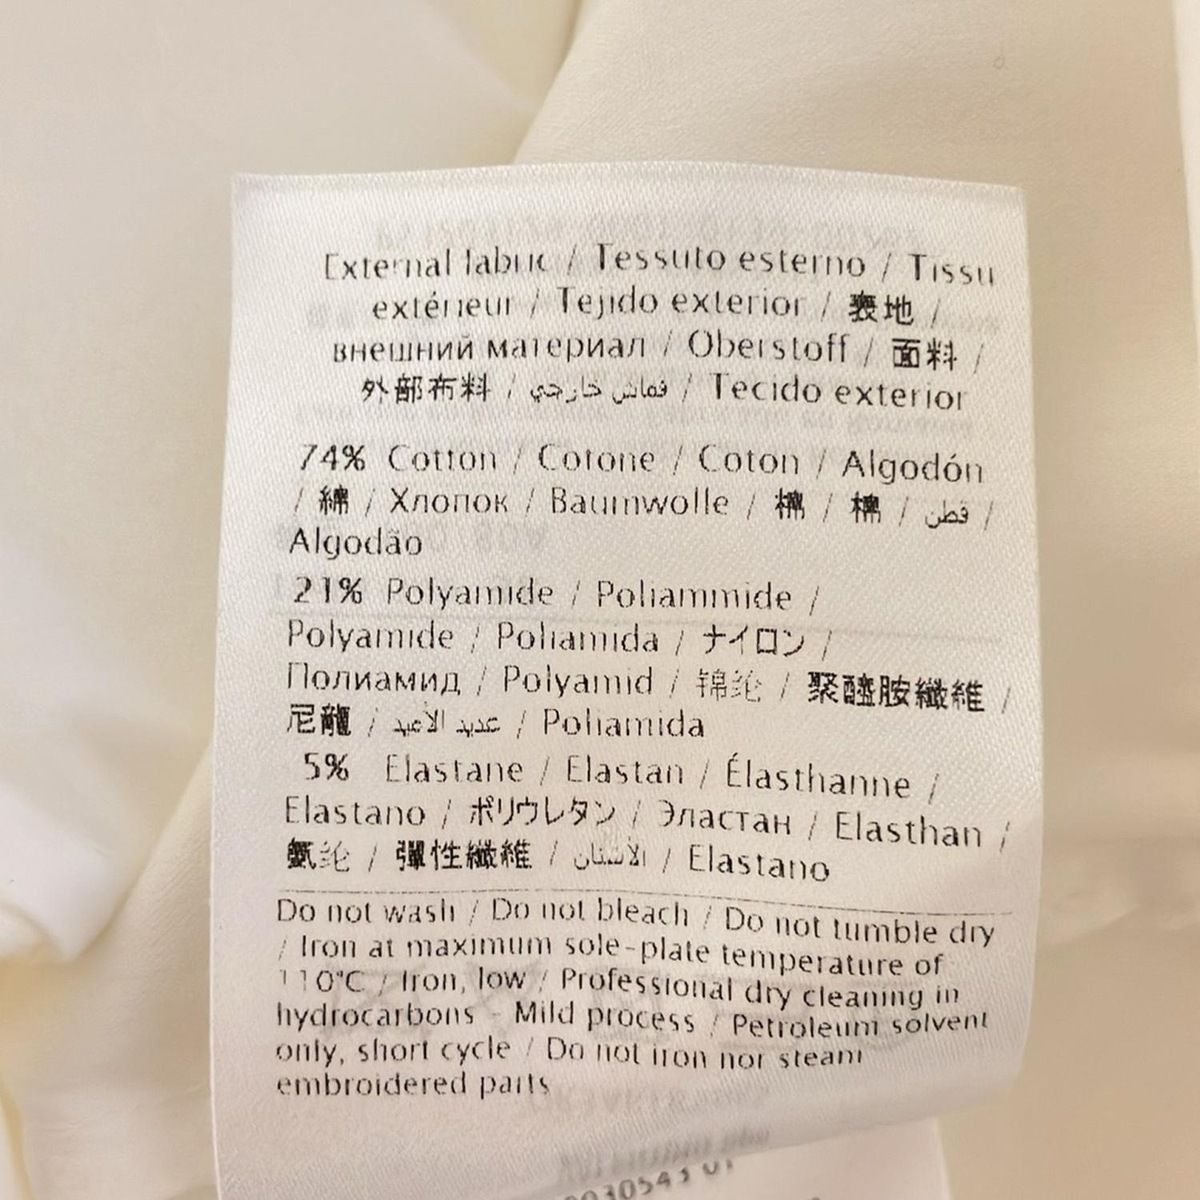 External fabric / Tessuto esterno / Tissu
extérieur / Tejido exterior / 表地 /
внешний материал / Oberstoff / 面料 /
外部布料 / قماش خارجي / Tecido exterior
74% Cotton / Cotone / Coton / Algodón
/ 綿 / Хлопок / Baumwolle / 棉 / 棉 / قطن /
Algodão
21% Polyamide / Poliammide /
Polyamide / Poliamida / ナイロン /
Полиамид / Polyamid / 锦纶 / 聚醯胺纖維 /
尼龍 / عديد الأميد / Poliamida
5% Elastane / Elastan / Élasthanne /
Elastano / ポリウレタン / Эластан / Elasthan /
氨纶 / 彈性纖維 / الأستان / Elastano
Do not wash / Do not bleach / Do not tumble dry
/ Iron at maximum sole-plate temperature of
110°C / Iron, low / Professional dry cleaning in
hydrocarbons - Mild process / Petroleum solvent
only, short cycle / Do not iron nor steam
embroidered parts
0030543 01